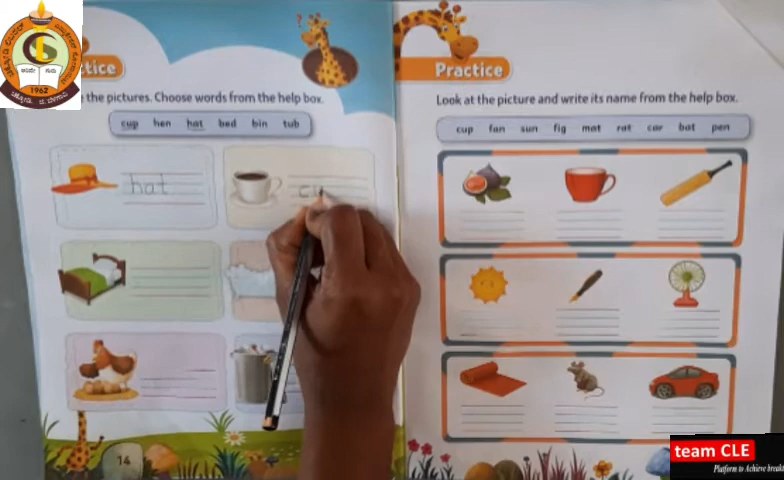 tice
the pictures. Choose words from the help box.
cup hen hat bed bin tub
hat
cu
14
Practice
Look at the picture and write its name from the help box.
cup fan sun fig mat rat car bat pen
1962
team CLE
Platform to Achieve break